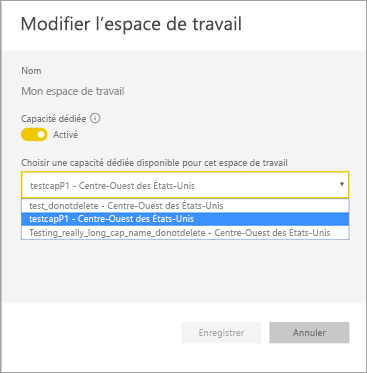 Modifier l'espace de travail
Nom
Mon espace de travail
Capacité dédiée
Activé
Choisir une capacité dédiée disponible pour cet espace de travail
testcapP1 - Centre-Ouest des États-Unis
test_donotdelete - Centre-Ouest des États-Unis
testcapP1 - Centre-Ouest des États-Unis
Testing_really_long_cap_name_donotdelete - Centre-Ouest des États-Unis
Enregistrer
Annuler